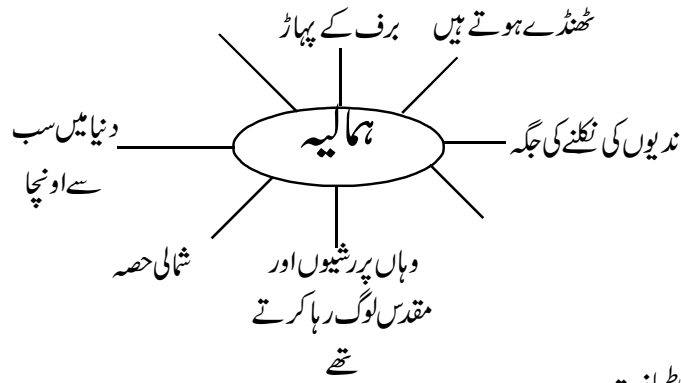 ٹھنڈے ہوتے ہیں
برف کے پہاڑ
ہمالیہ
ندیوں کی نکلنے کی جگہ
دنیا میں سب
سے اونچا
وہاں پر رشیوں اور
مقدس لوگ رہا کرتے
تھے
شمالی حصہ